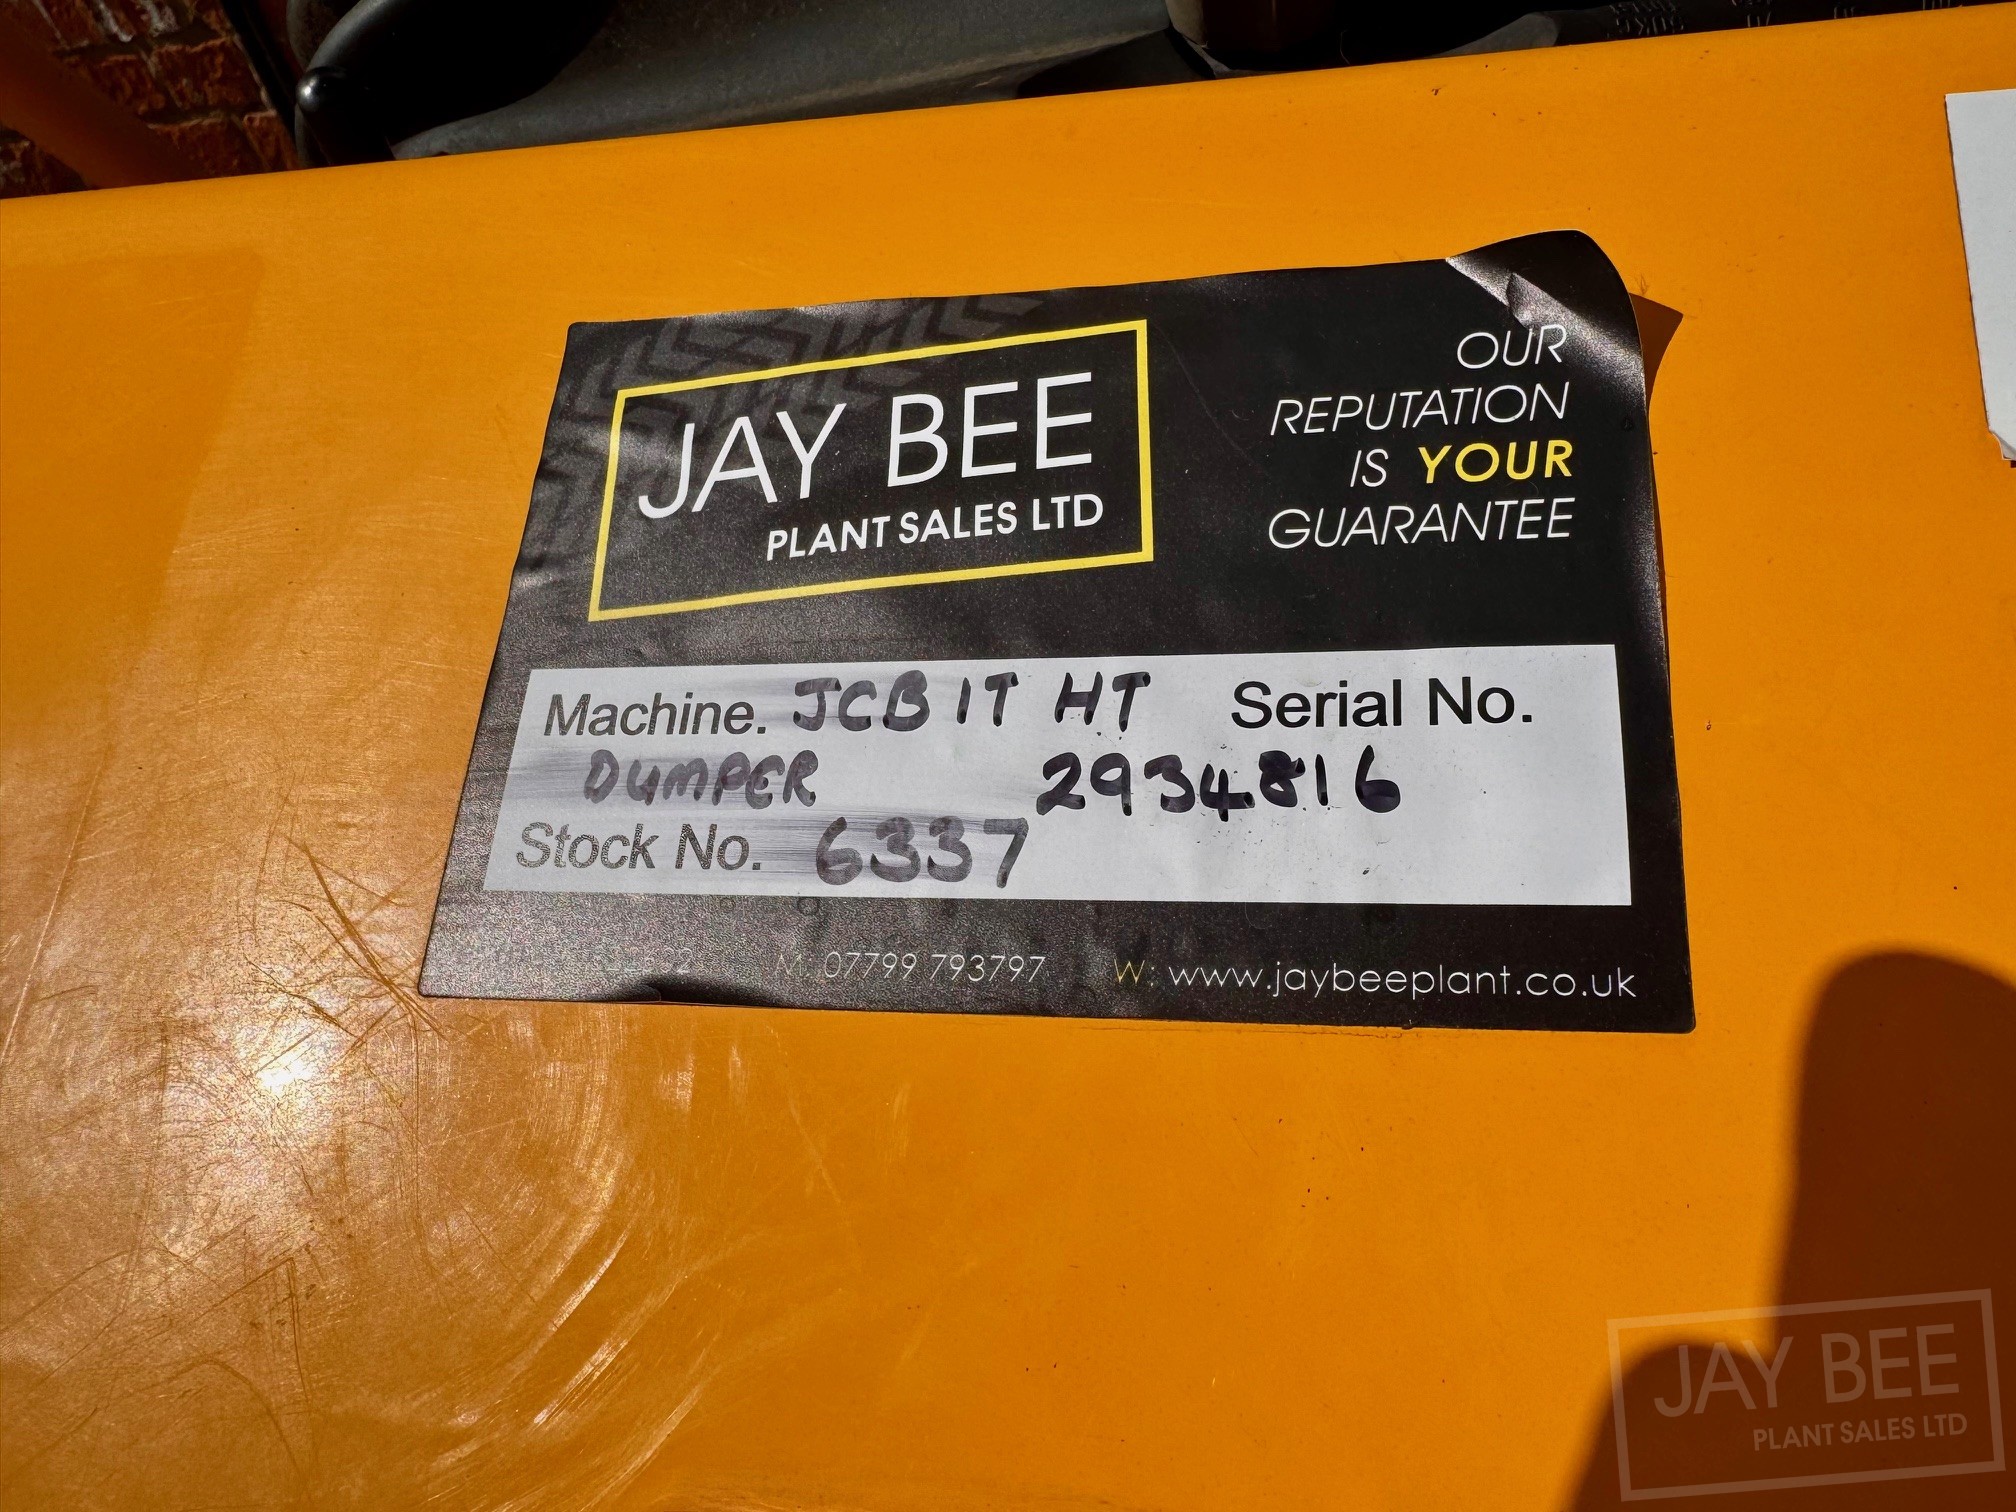 JAY BEE
PLANT SALES LTD
OUR
REPUTATION
IS YOUR
GUARANTEE
Machine. JCB 1T HT Serial No.
DUMPER 2934816
Stock No. 6337
M: 07799 793797 W: www.jaybeeplant.co.uk
JAY BEE
PLANT SALES LTD